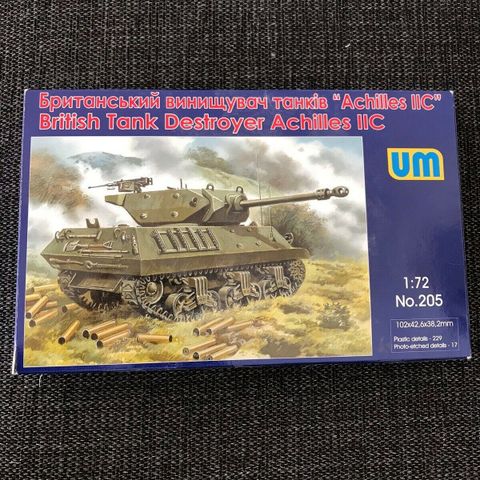 Британський винищувач танків "Achilles IIC"
British Tank Destroyer Achilles IIC
UM
1:72
No.205
102x42,6x38,2mm
Plastic details - 229
Photo-etched details - 17